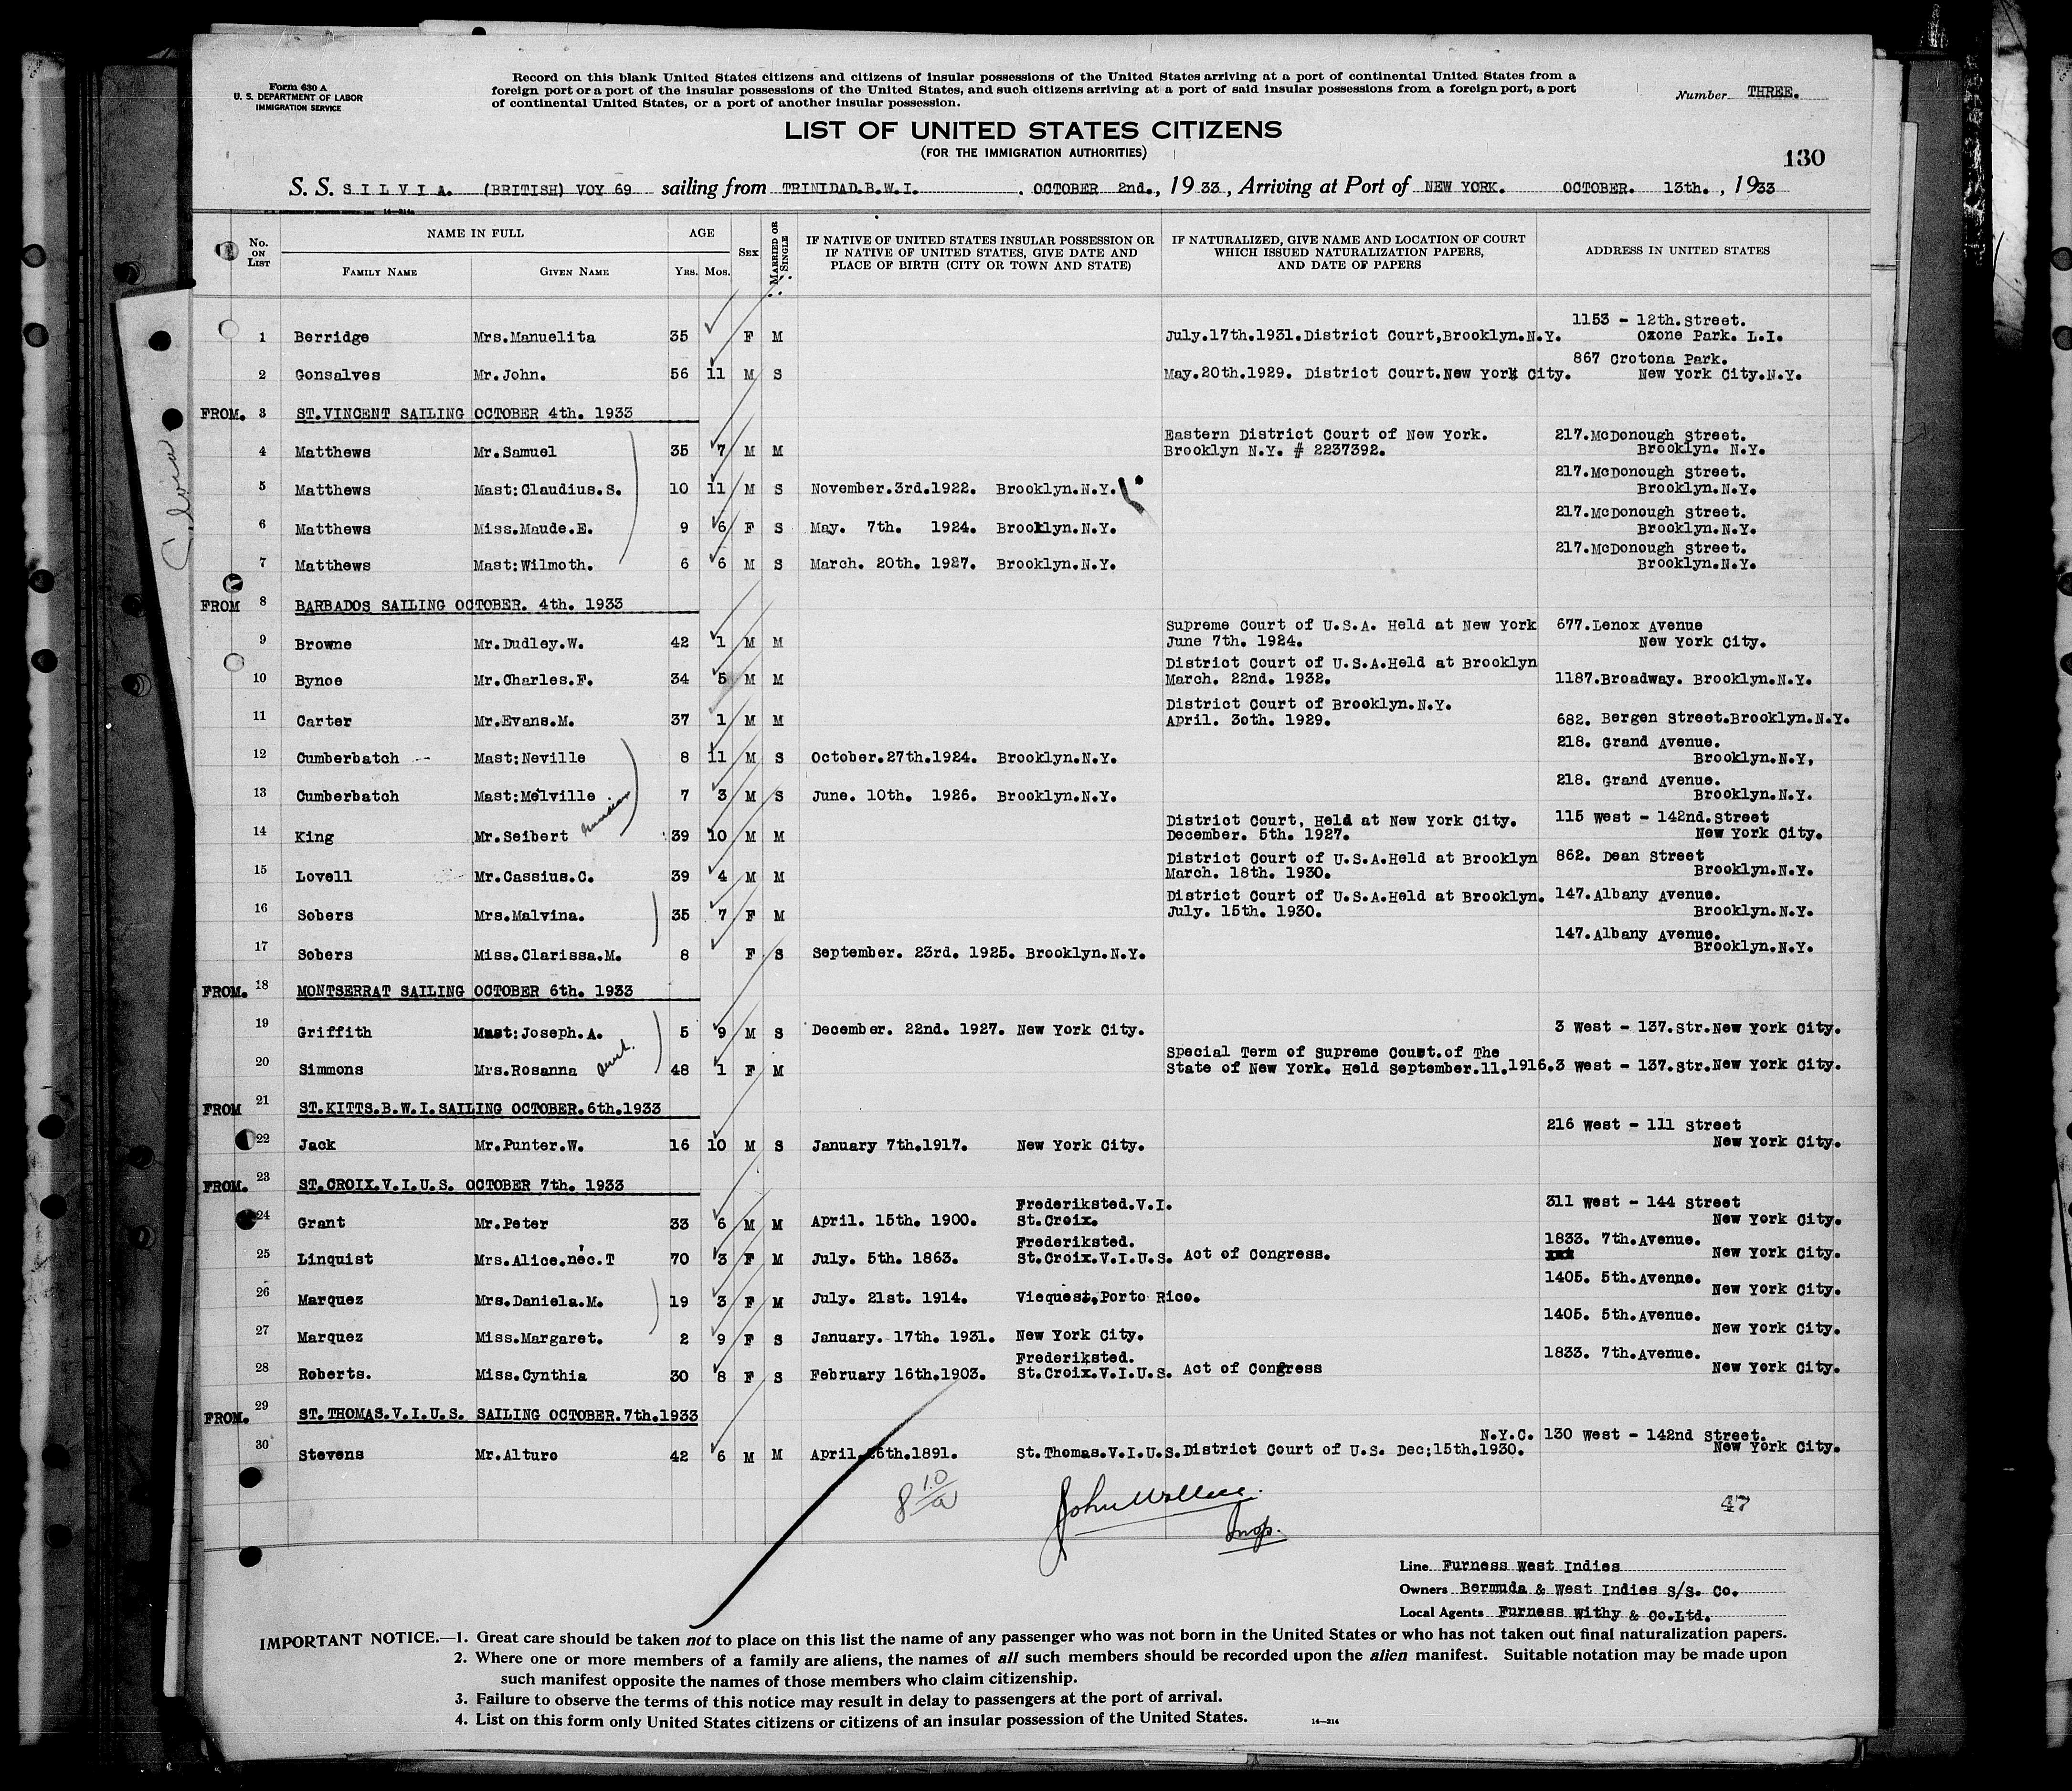 Form 630 A
U. S. DEPARTMENT OF LABOR
IMMIGRATION SERVICE
Record on this blank United States citizens and citizens of insular possessions of the United States arriving at a port of continental United States from a
foreign port or a port of the insular possessions of the United States, and such citizens arriving at a port of said insular possessions from a foreign port, a port
of continental United States, or a port of another insular possession.
Number THREE.
LIST OF UNITED STATES CITIZENS
(FOR THE IMMIGRATION AUTHORITIES)
130
S. S. S I L V I A. (BRITISH) VOY 69 sailing from TRINIDAD.B.W.I. OCTOBER 2nd., 1933, Arriving at Port of NEW YORK. OCTOBER. 13th., 1933
No. ON LIST
NAME IN FULL
FAMILY NAME GIVEN NAME
AGE
YRS. MOS.
SEX
MARRIED OR SINGLE
IF NATIVE OF UNITED STATES INSULAR POSSESSION OR
IF NATIVE OF UNITED STATES, GIVE DATE AND
PLACE OF BIRTH (CITY OR TOWN AND STATE)
IF NATURALIZED, GIVE NAME AND LOCATION OF COURT
WHICH ISSUED NATURALIZATION PAPERS,
AND DATE OF PAPERS
ADDRESS IN UNITED STATES
1153 - 12th.Street.
1 Berridge Mrs.Manuelita 35 F M July.17th.1931.District Court,Brooklyn.N.Y. Ozone Park. L.I.
867 Crotona Park.
2 Gonsalves Mr.John. 56 11 M S May.20th.1929. District Court.New York City. New York City.N.Y.
FROM. 3 ST.VINCENT SAILING OCTOBER 4th. 1933
Eastern District Court of New York. 217.McDonough Street.
4 Matthews Mr.Samuel 35 7 M M Brooklyn N.Y. # 2237392. Brooklyn. N.Y.
217.McDonough Street.
5 Matthews Mast:Claudius.S. 10 11 M S November.3rd.1922. Brooklyn.N.Y. Brooklyn.N.Y.
217.McDonough Street.
6 Matthews Miss.Maude.E. 9 6 F S May. 7th. 1924. Brooklyn.N.Y. Brooklyn.N.Y.
217.McDonough Street.
7 Matthews Mast:Wilmoth. 6 6 M S March. 20th. 1927. Brooklyn.N.Y. Brooklyn.N.Y.
FROM 8 BARBADOS SAILING OCTOBER. 4th. 1933
Supreme Court of U.S.A. Held at New York 677.Lenox Avenue
9 Browne Mr.Dudley.W. 42 1 M M June 7th. 1924. New York City.
District Court of U.S.A.Held at Brooklyn
10 Bynoe Mr.Charles.F. 34 5 M M March. 22nd. 1932. 1187.Broadway. Brooklyn.N.Y.
District Court of Brooklyn.N.Y.
11 Carter Mr.Evans.M. 37 1 M M April. 30th. 1929. 682. Bergen Street.Brooklyn.N.Y.
218. Grand Avenue.
12 Cumberbatch Mast:Neville 8 11 M S October.27th.1924. Brooklyn.N.Y. Brooklyn.N.Y,
218. Grand Avenue.
13 Cumberbatch Mast:Melville 7 3 M S June. 10th. 1926. Brooklyn.N.Y. Brooklyn.N.Y.
District Court, Held at New York City. 115 West - 142nd.Street
14 King Mr.Seibert 39 10 M M December. 5th. 1927. New York City.
District Court of U.S.A.Held at Brooklyn 862. Dean Street
15 Lovell Mr.Cassius.C. 39 4 M M March. 18th. 1930. Brooklyn.N.Y.
District Court of U.S.A.Held at Brooklyn. 147.Albany Avenue.
16 Sobers Mrs.Malvina. 35 7 F M July. 15th. 1930. Brooklyn.N.Y.
147.Albany Avenue.
17 Sobers Miss.Clarissa.M. 8 F S September. 23rd. 1925. Brooklyn.N.Y. Brooklyn.N.Y.
FROM. 18 MONTSERRAT SAILING OCTOBER 6th. 1933
19 Griffith Mast:Joseph.A. 5 9 M S December. 22nd. 1927. New York City. 3 West - 137.Str.New York City.
Special Term of Supreme Court.of The
20 Simmons Mrs.Rosanna aunt. 48 1 F M State of New York. Held September.11.1916.3 West - 137.Str.New York City.
FROM 21 ST.KITTS.B.W.I.SAILING OCTOBER.6th.1933
216 West - 111 Street
22 Jack Mr.Punter.W. 16 10 M S January 7th.1917. New York City. New York City.
FROM. 23 ST.CROIX.V.I.U.S. OCTOBER 7th. 1933
Frederiksted.V.I. 311 West - 144 Street
24 Grant Mr.Peter 33 6 M M April. 15th. 1900. St.Croix. New York City.
Frederiksted. 1833. 7th.Avenue.
25 Linquist Mrs.Alice.néc.T 70 3 F M July. 5th. 1863. St.Croix.V.I.U.S. Act of Congress. New York City.
1405. 5th.Avenue.
26 Marquez Mrs.Daniela.M. 19 3 F M July. 21st. 1914. Viequest,Porto Rico. New York City.
1405. 5th.Avenue.
27 Marquez Miss.Margaret. 2 9 F S January. 17th. 1931. New York City. New York City.
Frederiksted. 1833. 7th.Avenue.
28 Roberts. Miss.Cynthia 30 8 F S February 16th.1903. St.Croix.V.I.U.S. Act of Congress New York City.
FROM. 29 ST.THOMAS.V.I.U.S. SAILING OCTOBER.7th.1933
N.Y.C. 130 West - 142nd Street.
30 Stevens Mr.Alturo 42 6 M M April 25th.1891. St.Thomas.V.I.U.S.District Court of U.S. Dec:15th.1930. New York City.
John Wallace
Insp.
47
Line Furness West Indies
Owners Bermuda & West Indies S/S. Co.
Local Agents Furness Withy & Co.Ltd.
IMPORTANT NOTICE.—1. Great care should be taken not to place on this list the name of any passenger who was not born in the United States or who has not taken out final naturalization papers.
2. Where one or more members of a family are aliens, the names of all such members should be recorded upon the alien manifest. Suitable notation may be made upon
such manifest opposite the names of those members who claim citizenship.
3. Failure to observe the terms of this notice may result in delay to passengers at the port of arrival.
4. List on this form only United States citizens or citizens of an insular possession of the United States.
14—214